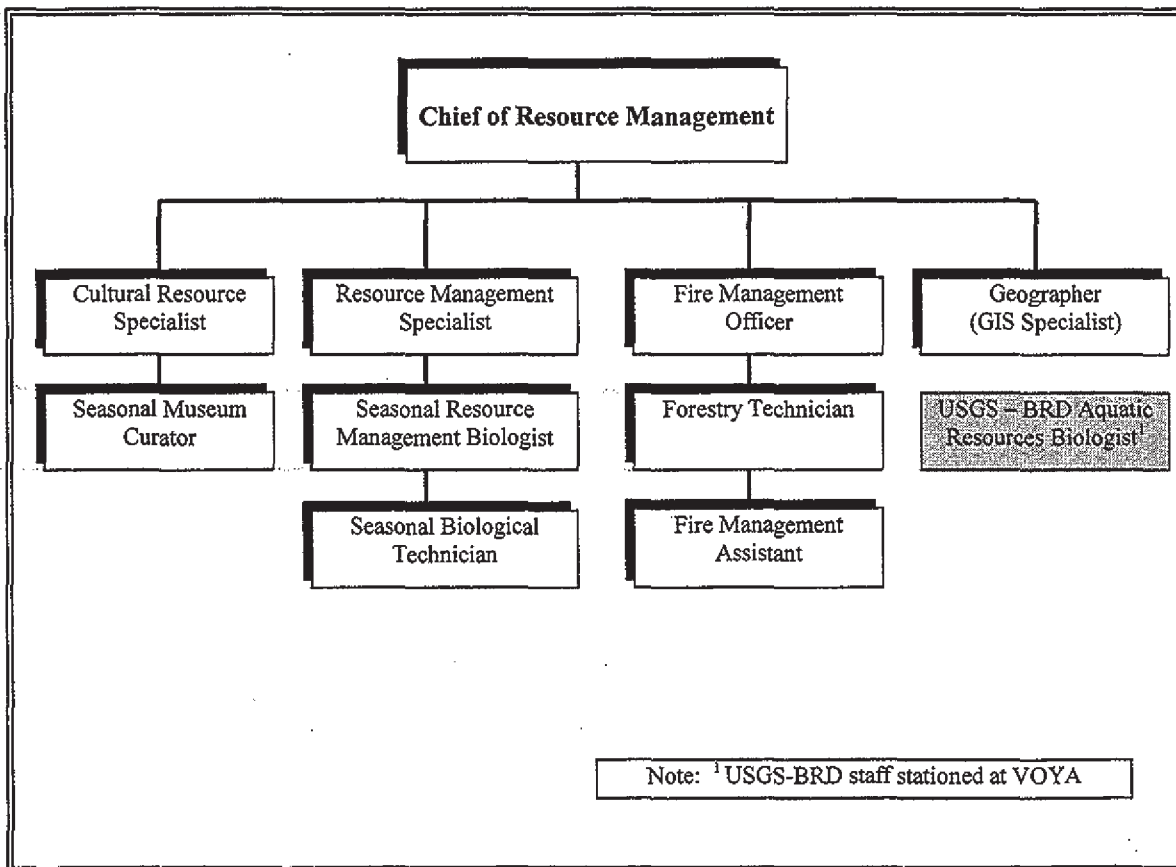 Chief of Resource Management
Cultural Resource
Specialist
Resource Management
Specialist
Fire Management
Officer
Geographer
(GIS Specialist)
Seasonal Museum
Curator
Seasonal Resource
Management Biologist
Forestry Technician
USGS – BRD Aquatic
Resources Biologist¹
Seasonal Biological
Technician
Fire Management
Assistant
Note: ¹ USGS-BRD staff stationed at VOYA